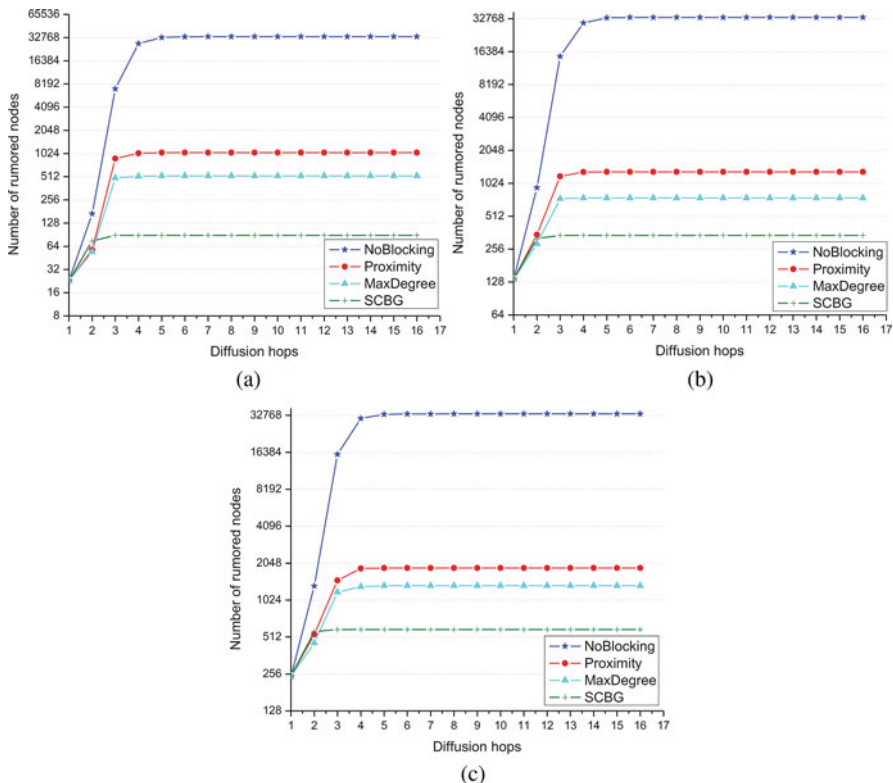 65536
32768
16384
8192
4096
2048
1024
512
256
128
64
32
16
8
Number of rumored nodes
1 2 3 4 5 6 7 8 9 10 11 12 13 14 15 16 17
Diffusion hops
NoBlocking
Proximity
MaxDegree
SCBG
(a)
32768
16384
8192
4096
2048
1024
512
256
128
64
Number of rumored nodes
1 2 3 4 5 6 7 8 9 10 11 12 13 14 15 16 17
Diffusion hops
NoBlocking
Proximity
MaxDegree
SCBG
(b)
32768
16384
8192
4096
2048
1024
512
256
128
Number of rumored nodes
1 2 3 4 5 6 7 8 9 10 11 12 13 14 15 16 17
Diffusion hops
NoBlocking
Proximity
MaxDegree
SCBG
(c)